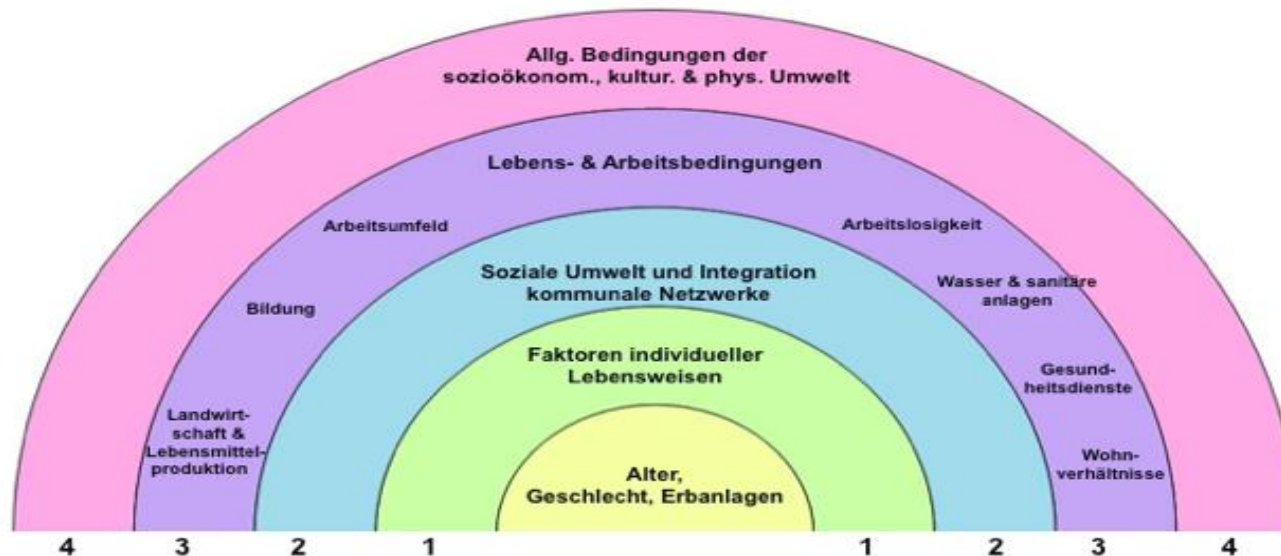 Allg. Bedingungen der
sozioökonom., kultur. & phys. Umwelt
Lebens- & Arbeitsbedingungen
Arbeitsumfeld
Arbeitslosigkeit
Soziale Umwelt und Integration
kommunale Netzwerke
Wasser & sanitäre
anlagen
Bildung
Faktoren individueller
Lebensweisen
Gesund-
heitsdienste
Landwirt-
schaft &
Lebensmittel-
produktion
Wohn-
verhältnisse
Alter,
Geschlecht, Erbanlagen
4 3 2 1 1 2 3 4